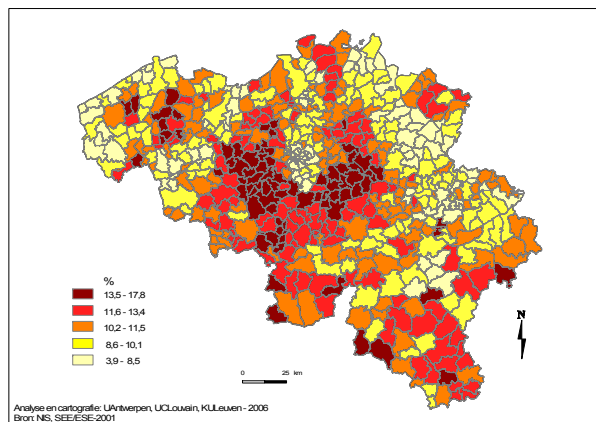 %
13,5 - 17,8
11,6 - 13,4
10,2 - 11,5
8,6 - 10,1
3,9 - 8,5
N
0 25 km
Analyse en cartografie: UAntwerpen, UCLouvain, KULeuven - 2006
Bron: NIS, SEE/ESE-2001